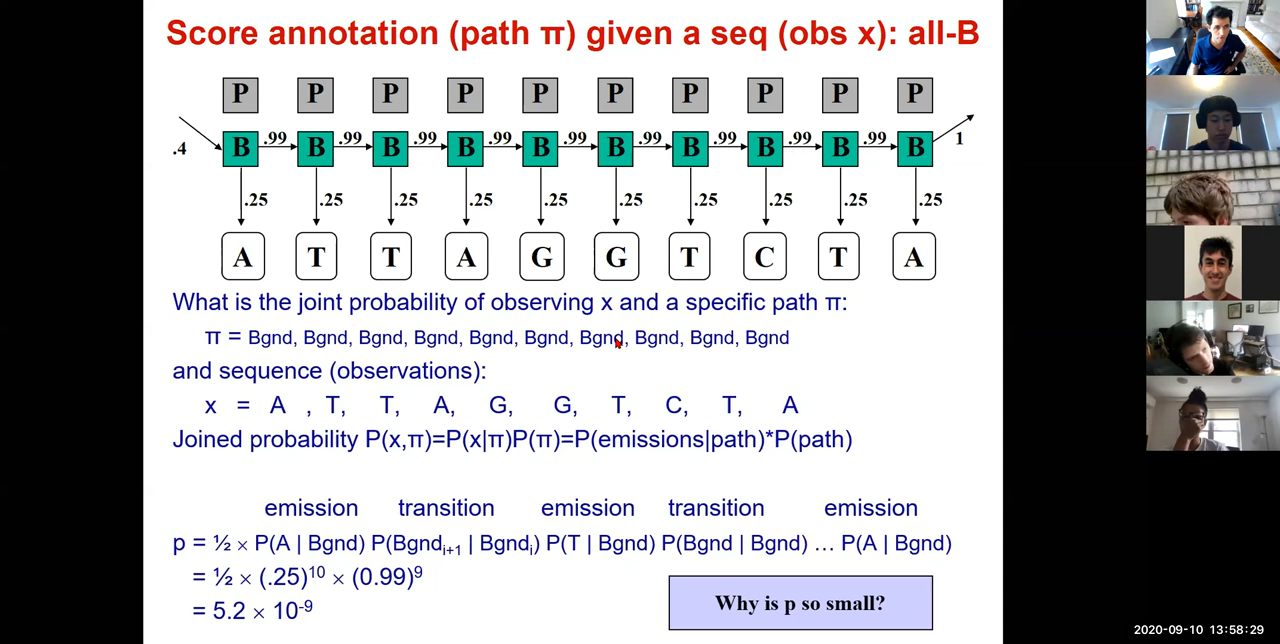 Score annotation (path π) given a seq (obs x): all-B
P P P P P P P P P P
.4 B .99 B .99 B .99 B .99 B .99 B .99 B .99 B .99 B .99 B 1
.25 .25 .25 .25 .25 .25 .25 .25 .25 .25
A T T A G G T C T A
What is the joint probability of observing x and a specific path π:
π = Bgnd, Bgnd, Bgnd, Bgnd, Bgnd, Bgnd, Bgnd, Bgnd, Bgnd, Bgnd
and sequence (observations):
x = A , T, T, A, G, G, T, C, T, A
Joined probability P(x,π)=P(x|π)P(π)=P(emissions|path)*P(path)
emission transition emission transition emission
p = ½ × P(A | Bgnd) P(Bgndᵢ₊₁ | Bgndᵢ) P(T | Bgnd) P(Bgnd | Bgnd) … P(A | Bgnd)
= ½ × (.25)¹⁰ × (0.99)⁹
= 5.2 × 10⁻⁹
Why is p so small?
2020-09-10 13:58:29